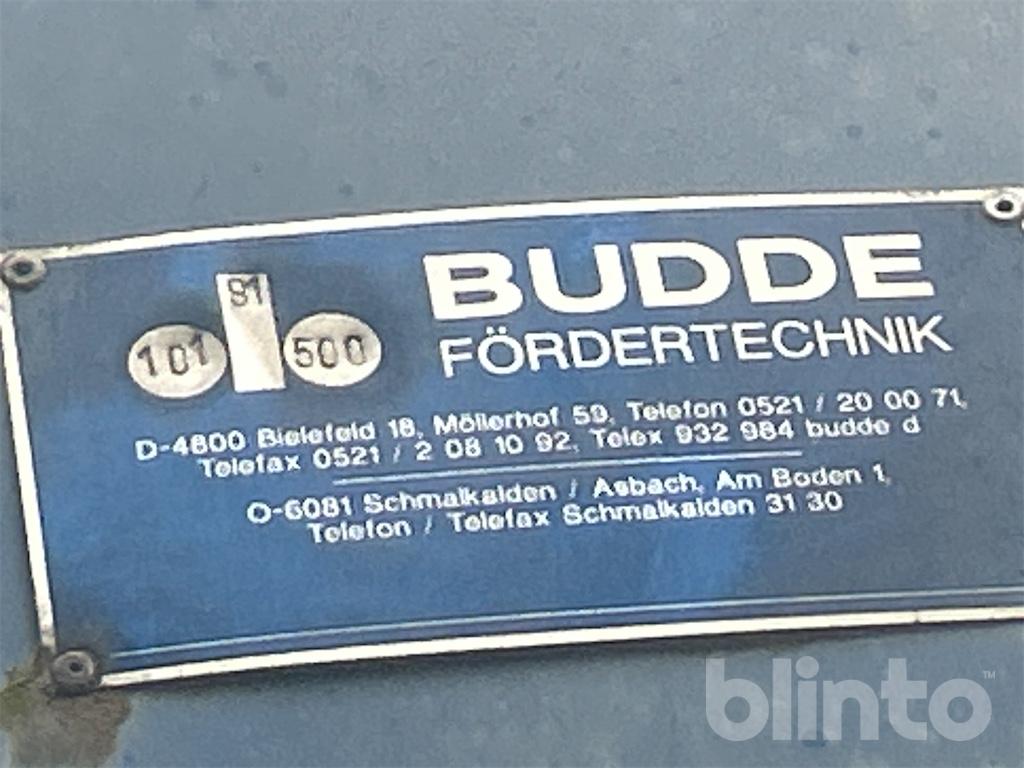 91
101 500
BUDDE
FÖRDERTECHNIK
D-4800 Bielefeld 18, Möllerhof 59, Telefon 0521 / 20 00 71,
Telefax 0521 / 2 08 10 92, Telex 932 984 budde d
O-6081 Schmalkalden / Asbach, Am Boden 1,
Telefon / Telefax Schmalkalden 31 30
blinto™